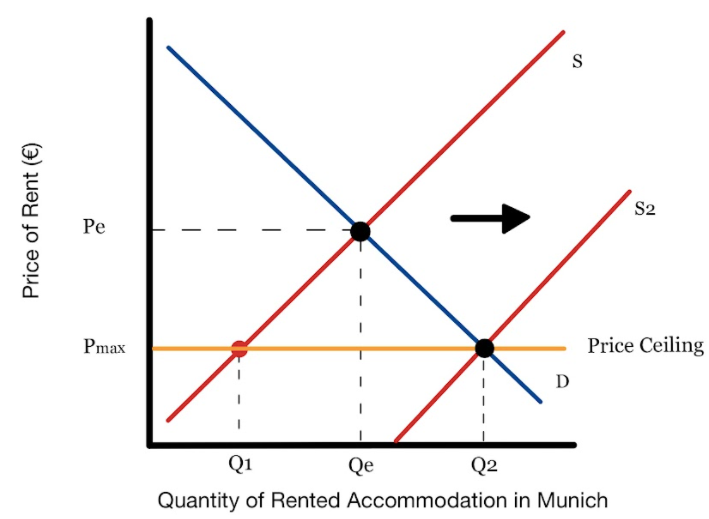 S
S2
Price of Rent (€)
Pe
Pmax
Price Ceiling
D
Q1 Qe Q2
Quantity of Rented Accommodation in Munich